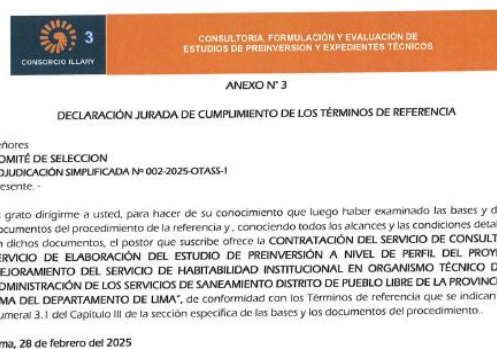 3
CONSORCIO ILLARY
CONSULTORIA, FORMULACIÓN Y EVALUACIÓN DE
ESTUDIOS DE PREINVERSION Y EXPEDIENTES TÉCNICOS
ANEXO N° 3
DECLARACIÓN JURADA DE CUMPLIMIENTO DE LOS TÉRMINOS DE REFERENCIA
eñores
OMITÉ DE SELECCION
DJUDICACIÓN SIMPLIFICADA Nº 002-2025-OTASS-1
resente. -
grato dirigirme a usted, para hacer de su conocimiento que luego haber examinado las bases y d
ocumentos del procedimiento de la referencia y , conociendo todos los alcances y las condiciones detal
n dichos documentos, el postor que suscribe ofrece la CONTRATACIÓN DEL SERVICIO DE CONSULT
ERVICIO DE ELABORACIÓN DEL ESTUDIO DE PREINVERSIÓN A NIVEL DE PERFIL DEL PROY
EJORAMIENTO DEL SERVICIO DE HABITABILIDAD INSTITUCIONAL EN ORGANISMO TÉCNICO D
DMINISTRACIÓN DE LOS SERVICIOS DE SANEAMIENTO DISTRITO DE PUEBLO LIBRE DE LA PROVINC
MA DEL DEPARTAMENTO DE LIMA", de conformidad con los Términos de referencia que se indican
umeral 3.1 del Capítulo III de la sección específica de las bases y los documentos del procedimiento..
ma, 28 de febrero del 2025